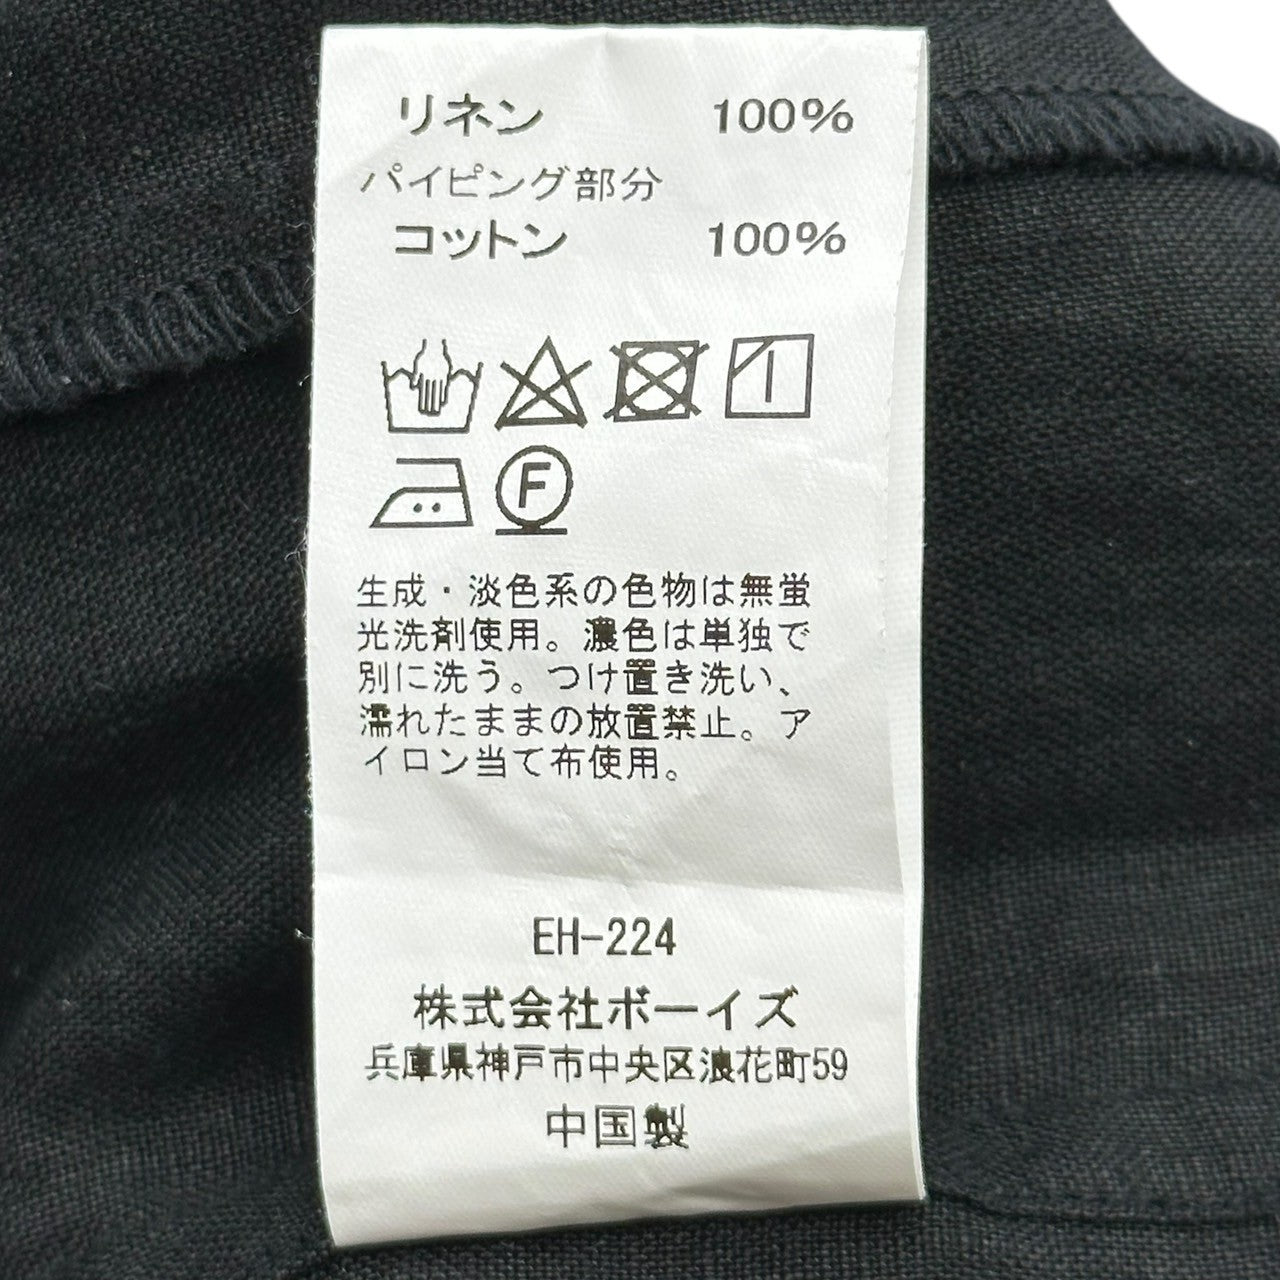 リネン 100%
パイピング部分
コットン 100%
F
生成・淡色系の色物は無蛍
光洗剤使用。濃色は単独で
別に洗う。つけ置き洗い、
濡れたままの放置禁止。ア
イロン当て布使用。
EH-224
株式会社ボーイズ
兵庫県神戸市中央区浪花町59
中国製